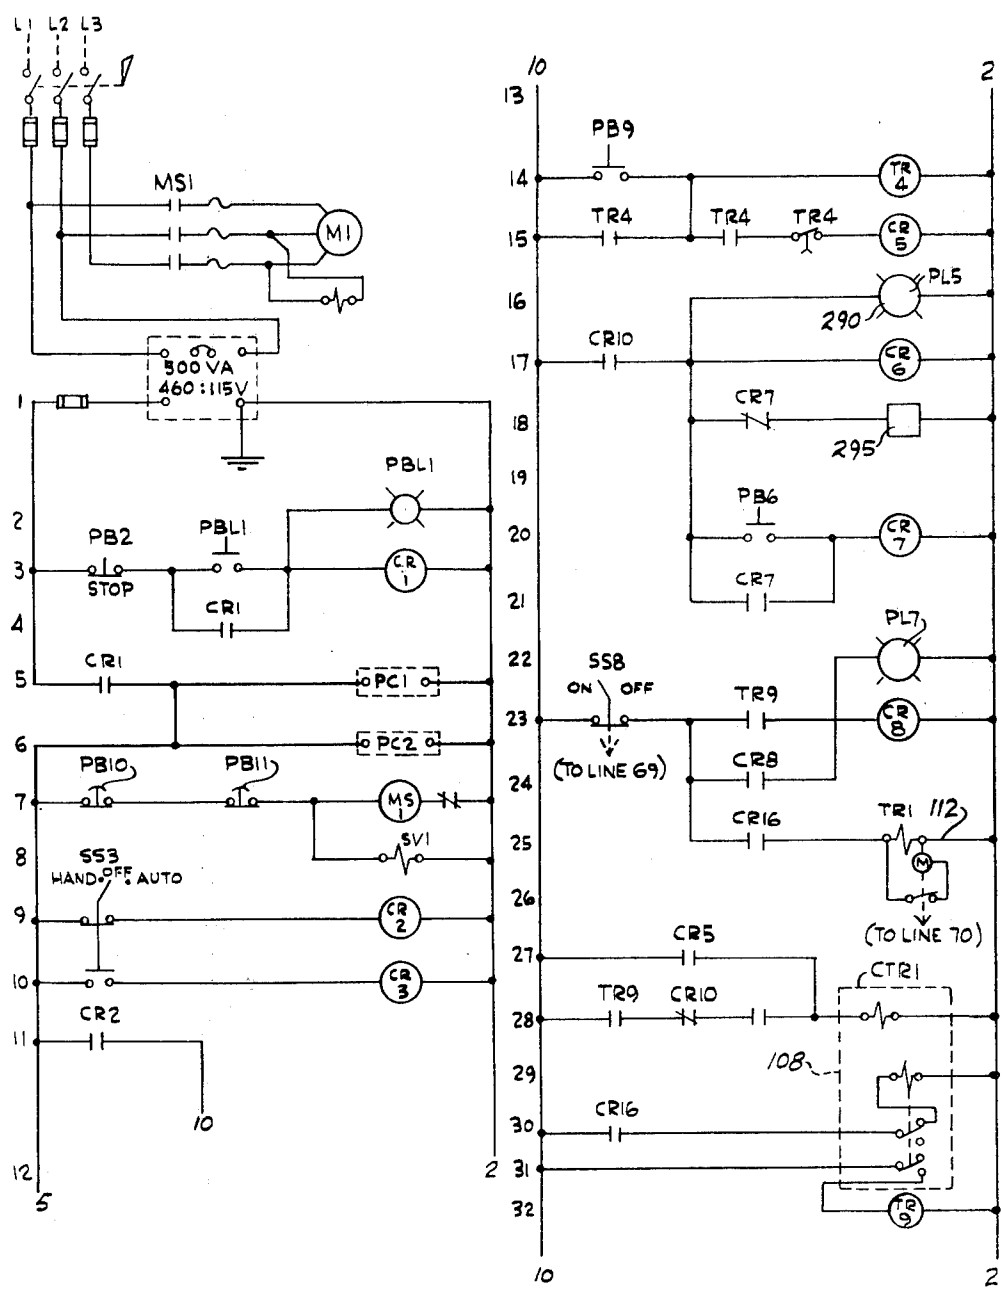 L1 L2 L3
MS1
M1
500 VA
460:115V
1
PBL1
2
PB2
PBL1
3
CR
1
STOP
CR1
4
CR1
5
PC1
6
PC2
PB10
PB11
7
MS
1
SV1
8
SS3
HAND. OFF. AUTO
9
CR
2
10
CR
3
CR2
11
10
12
5
2
10
2
13
PB9
14
TR
4
TR4
TR4
TR4
15
CR
5
PL5
16
290
CR10
17
CR
6
CR7
18
295
19
PB6
20
CR
7
CR7
21
PL7
22
SS8
ON OFF
TR9
23
CR
8
(TO LINE 69)
CR8
24
CR16
TR1
112
25
M
26
(TO LINE 70)
CR5
27
CTR1
TR9
CR10
28
108
29
CR16
30
31
32
TR
9
10
2